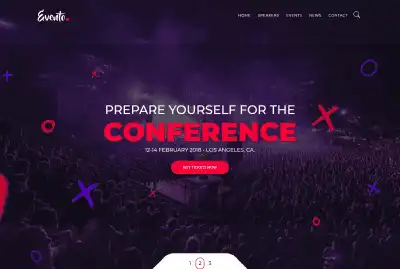 Evento.
HOME SPEAKERS EVENTS NEWS CONTACT
PREPARE YOURSELF FOR THE
CONFERENCE
12-14 FEBRUARY 2018 - LOS ANGELES, CA.
GET TICKETS NOW
1 2 3